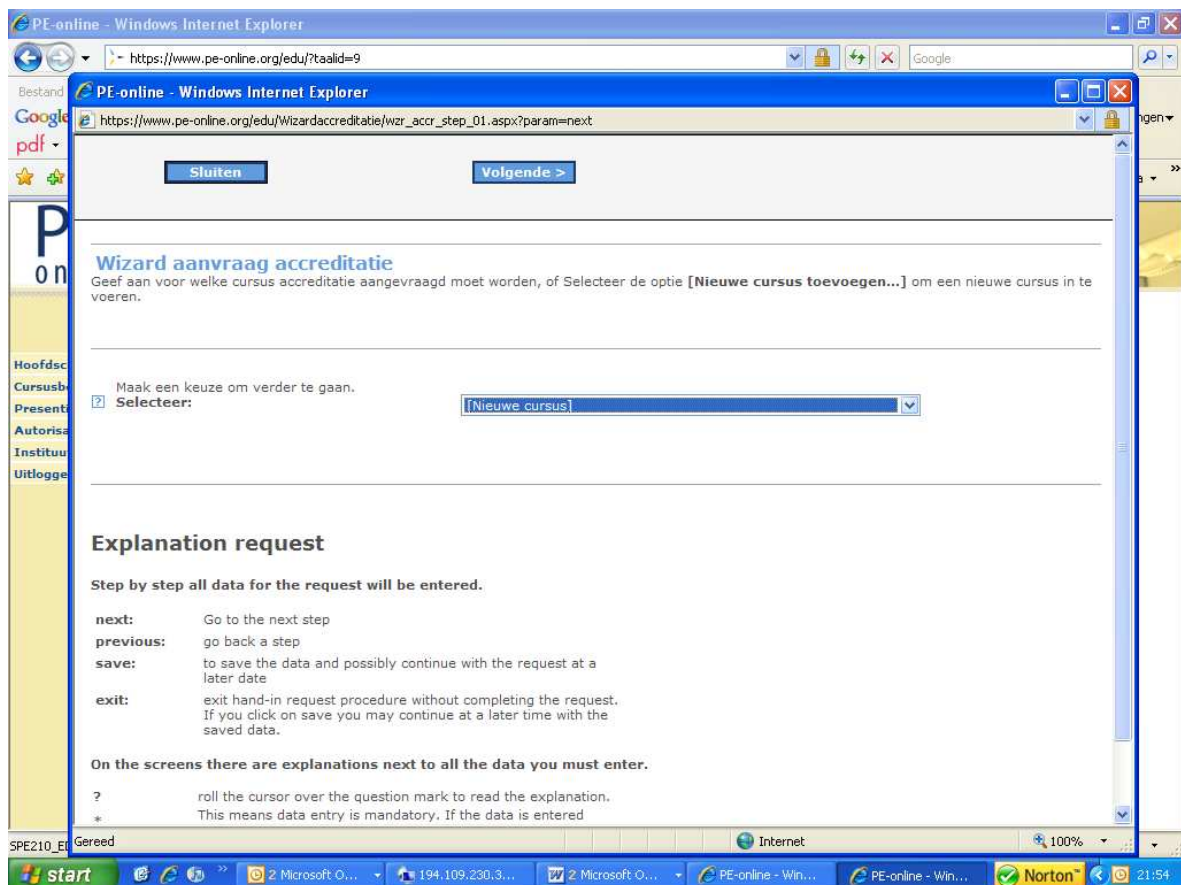 PE-online - Windows Internet Explorer
https://www.pe-online.org/edu/?taalid=9
Google
Bestand
PE-online - Windows Internet Explorer
Google
https://www.pe-online.org/edu/Wizardaccreditatie/wzr_accr_step_01.aspx?param=next
ngen
pdf
Sluiten
Volgende >
P
on
Wizard aanvraag accreditatie
Geef aan voor welke cursus accreditatie aangevraagd moet worden, of Selecteer de optie [Nieuwe cursus toevoegen...] om een nieuwe cursus in te
voeren.
Hoofdsc
Cursusb
Presenti
Autorisa
Instituu
Uitlogge
Maak een keuze om verder te gaan.
? Selecteer:
[Nieuwe cursus]
Explanation request
Step by step all data for the request will be entered.
next: Go to the next step
previous: go back a step
save: to save the data and possibly continue with the request at a
later date
exit: exit hand-in request procedure without completing the request.
If you click on save you may continue at a later time with the
saved data.
On the screens there are explanations next to all the data you must enter.
? roll the cursor over the question mark to read the explanation.
* This means data entry is mandatory. If the data is entered
SPE210_E
Gereed
Internet
100%
start
2 Microsoft O...
194.109.230.3...
2 Microsoft O...
PE-online - Win...
PE-online - Win...
Norton™
21:54